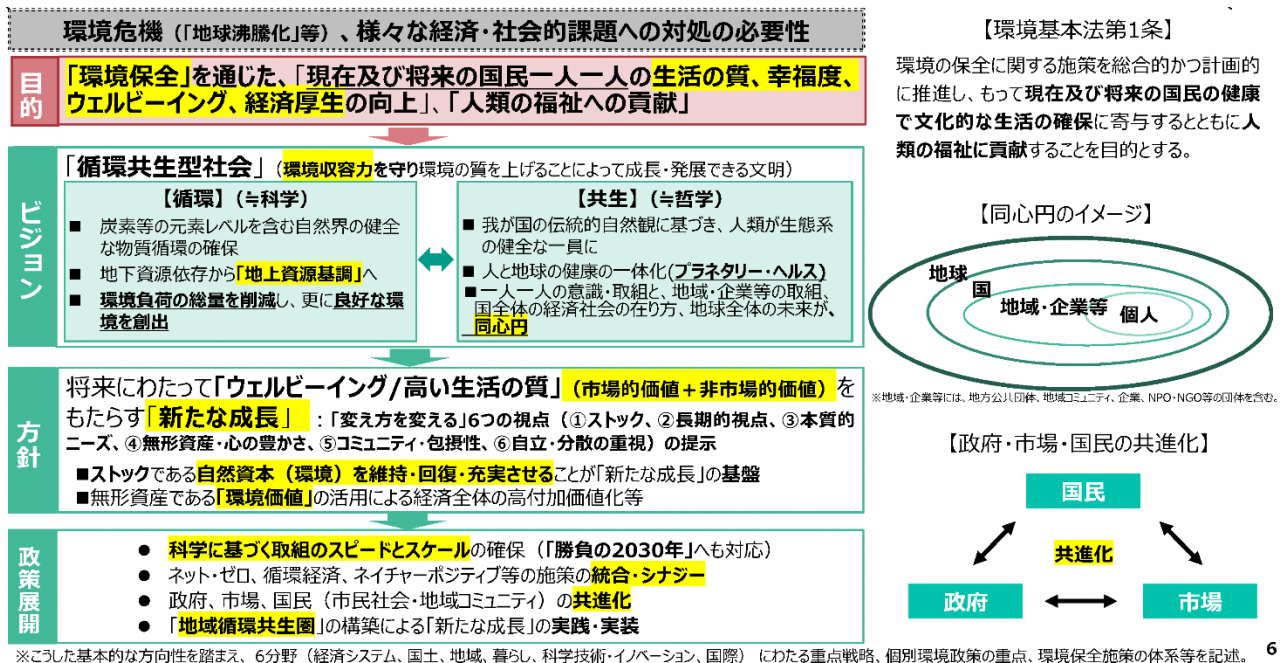 環境危機（「地球沸騰化」等）、様々な経済・社会的課題への対処の必要性
目的
「環境保全」を通じた、「現在及び将来の国民一人一人の生活の質、幸福度、
ウェルビーイング、経済厚生の向上」、「人類の福祉への貢献」
ビジョン
「循環共生型社会」（環境収容力を守り環境の質を上げることによって成長・発展できる文明）
【循環】（≒科学）
■ 炭素等の元素レベルを含む自然界の健全
な物質循環の確保
■ 地下資源依存から「地上資源基調」へ
■ 環境負荷の総量を削減し、更に良好な環
境を創出
【共生】（≒哲学）
■ 我が国の伝統的自然観に基づき、人類が生態系
の健全な一員に
■ 人と地球の健康の一体化(プラネタリー・ヘルス)
■一人一人の意識・取組と、地域・企業等の取組、
国全体の経済社会の在り方、地球全体の未来が、
同心円
方針
将来にわたって「ウェルビーイング/高い生活の質」（市場的価値＋非市場的価値）を
もたらす「新たな成長」：「変え方を変える」6つの視点（①ストック、②長期的視点、③本質的
ニーズ、④無形資産・心の豊かさ、⑤コミュニティ・包摂性、⑥自立・分散の重視）の提示
■ストックである自然資本（環境）を維持・回復・充実させることが「新たな成長」の基盤
■無形資産である「環境価値」の活用による経済全体の高付加価値化等
政策展開
● 科学に基づく取組のスピードとスケールの確保（「勝負の2030年」へも対応）
● ネット・ゼロ、循環経済、ネイチャーポジティブ等の施策の統合・シナジー
● 政府、市場、国民（市民社会・地域コミュニティ）の共進化
● 「地域循環共生圏」の構築による「新たな成長」の実践・実装
※こうした基本的な方向性を踏まえ、6分野（経済システム、国土、地域、暮らし、科学技術・イノベーション、国際）にわたる重点戦略、個別環境政策の重点、環境保全施策の体系等を記述。
【環境基本法第1条】
環境の保全に関する施策を総合的かつ計画的
に推進し、もって現在及び将来の国民の健康
で文化的な生活の確保に寄与するとともに人
類の福祉に貢献することを目的とする。
【同心円のイメージ】
地球
国
地域・企業等
個人
※地域・企業等には、地方公共団体、地域コミュニティ、企業、NPO・NGO等の団体を含む。
【政府・市場・国民の共進化】
国民
共進化
政府
市場
6